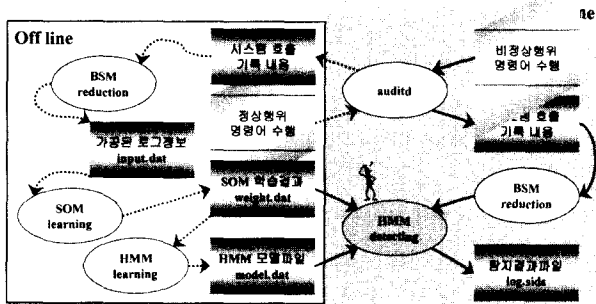 Off line
시스템 호출
기록 내용
BSM
reduction
정상행위
명령어 수행
가공된 로그정보
input.dat
SOM 학습결과
weight.dat
SOM
learning
HMM
learning
HMM 모델파일
model.dat
auditd
비정상행위
명령어 수행
호출
기록 내용
BSM
reduction
HMM
detecting
탐지결과파일
log.sids